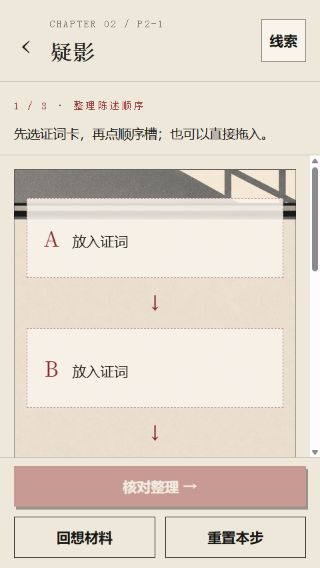 CHAPTER 02 / P2-1
疑影
线索
1 / 3 · 整理陈述顺序
先选证词卡，再点顺序槽；也可以直接拖入。
A 放入证词
↓
B 放入证词
↓
核对整理 →
回想材料
重置本步